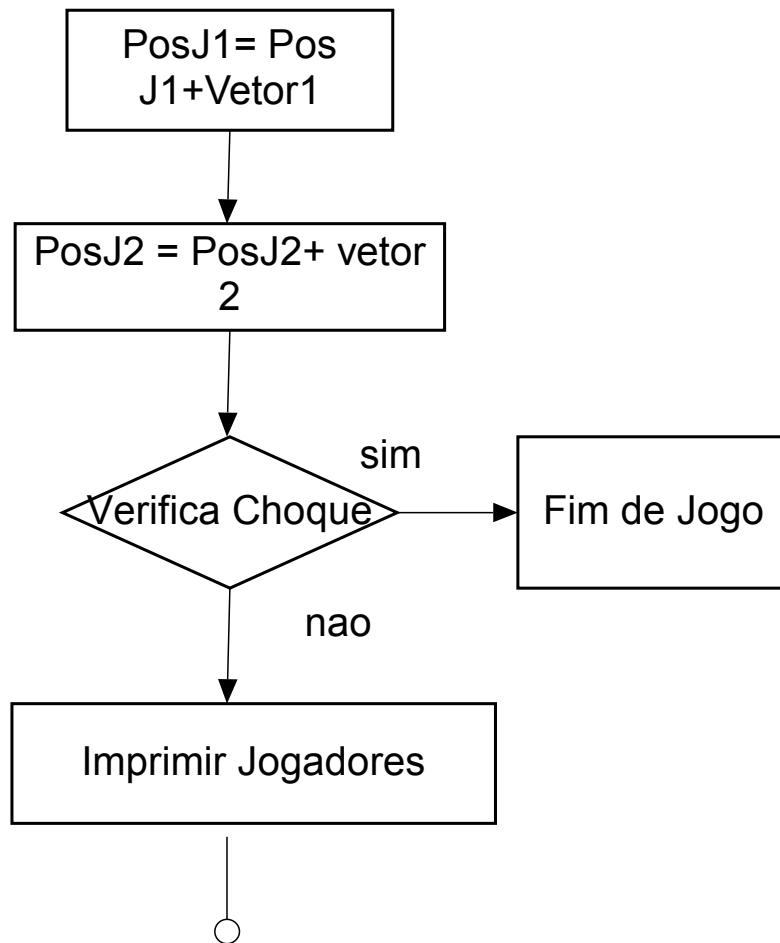 PosJ1= Pos
J1+Vetor1
PosJ2 = PosJ2+ vetor
2
sim
Verifica Choque
Fim de Jogo
nao
Imprimir Jogadores